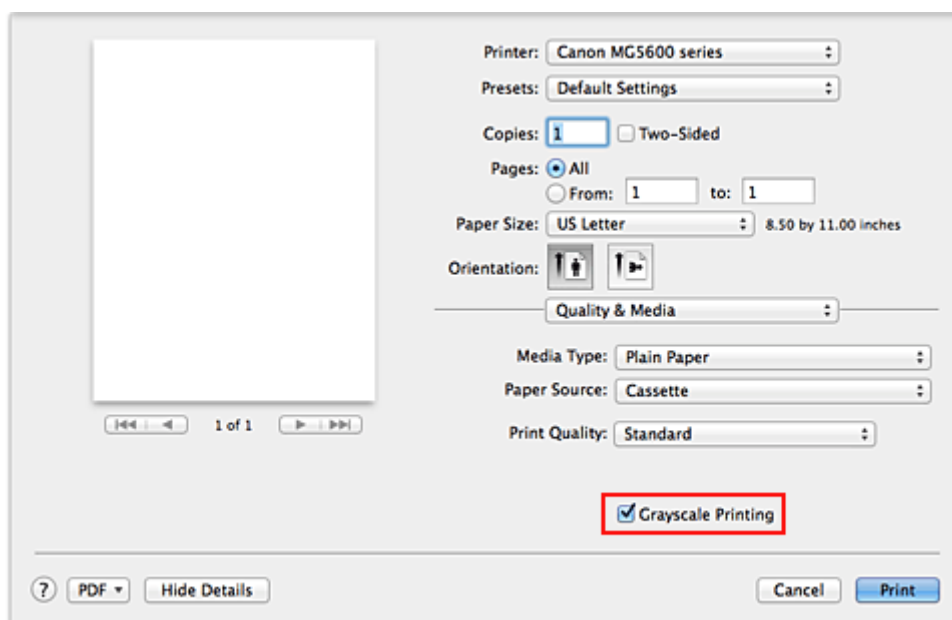 Printer: Canon MG5600 series
Presets: Default Settings
Copies: 1 Two-Sided
Pages: All
From: 1 to: 1
Paper Size: US Letter 8.50 by 11.00 inches
Orientation:
Quality & Media
Media Type: Plain Paper
Paper Source: Cassette
1 of 1
Print Quality: Standard
Grayscale Printing
? PDF Hide Details Cancel Print